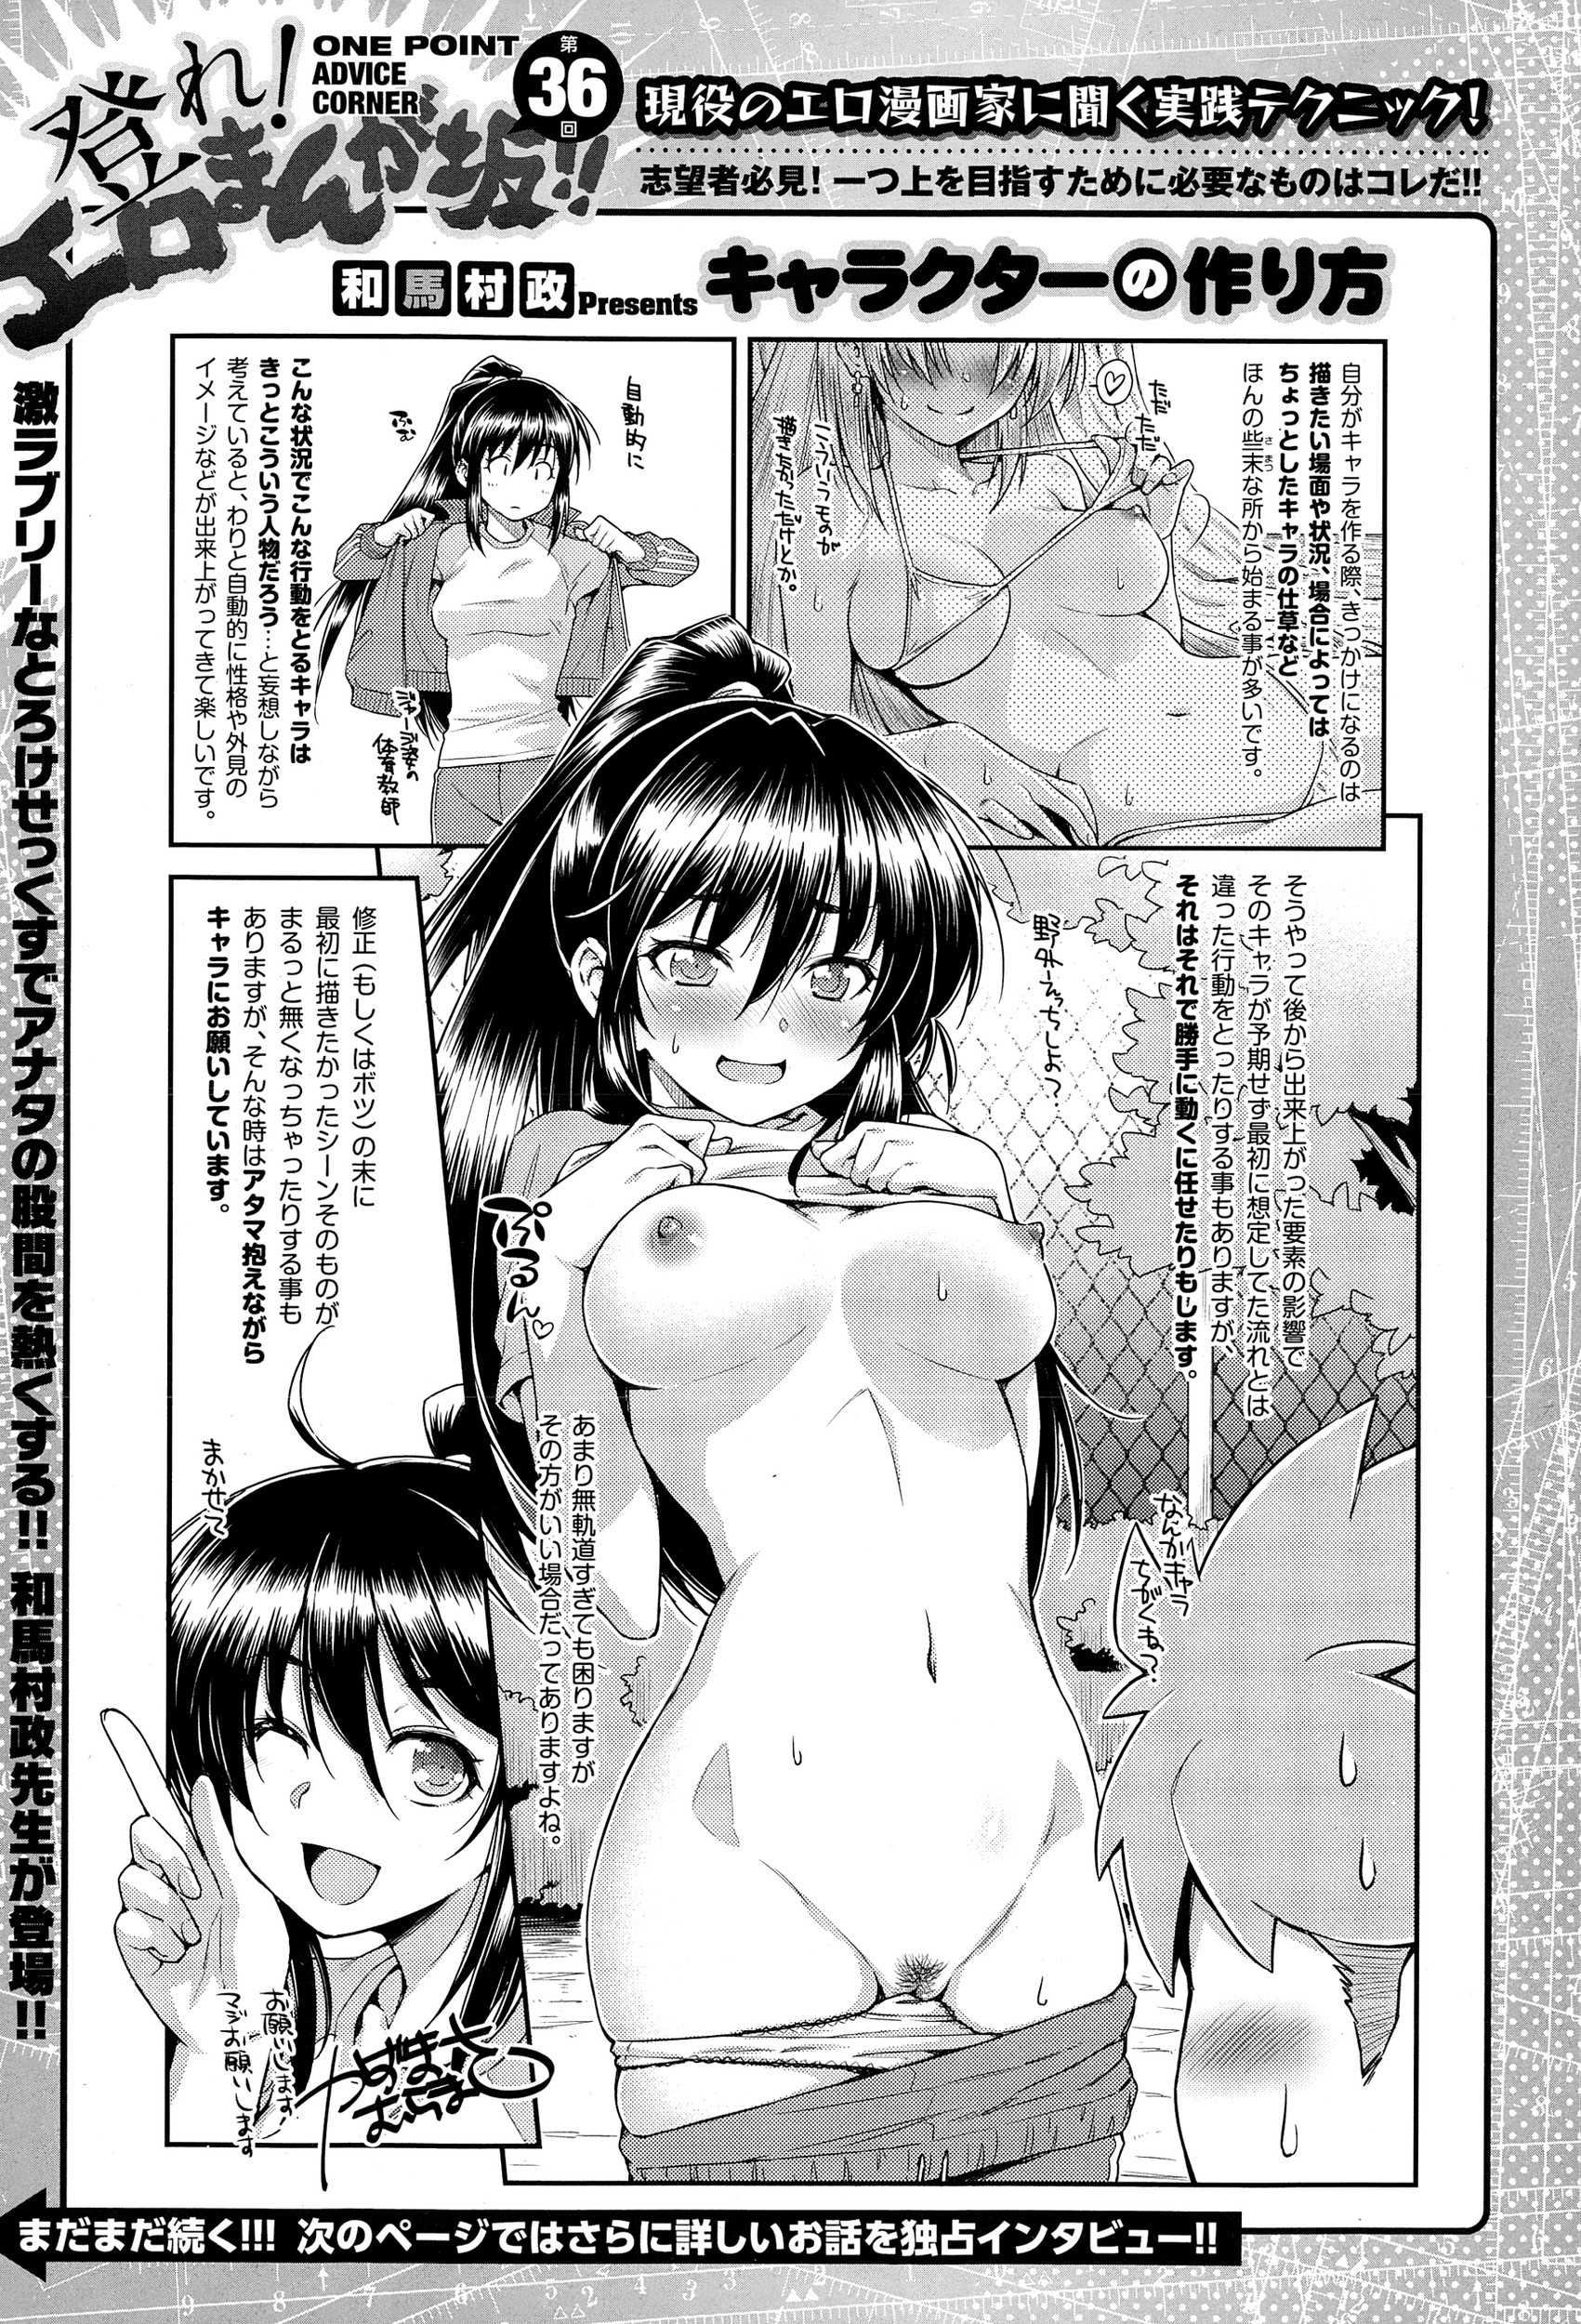 登れ!
エロまんが坂!!
ONE POINT
ADVICE
CORNER
第
36
回
現役のエロ漫画家に聞く実践テクニック!
志望者必見! 一つ上を目指すために必要なものはコレだ!!
和馬村政 Presents キャラクターの作り方
自分がキャラを作る際、きっかけになるのは
描きたい場面や状況、場合によっては
ちょっとしたキャラの仕草など
ほんの些末な所から始まる事が多いです。
さまつ
ただ
ただ
こういうものが
描きたかっただけとか。
自動的に
ふむ
こんな状況でこんな行動をとるキャラは
きっとこういう人物だろう…と妄想しながら
考えていると、わりと自動的に性格や外見の
イメージなどが出来上がってきて楽しいです。
ジャージ姿の
体育教師
そうやって後から出来上がった要素の影響で
そのキャラが予期せず最初に想定してた流れとは
違った行動をとったりする事もありますが、
それはそれで勝手に動くに任せたりもします。
野外でえっちしよ〜
ぷるん♡
なんかキャラ
ちがくね?
あまり無軌道すぎても困りますが
その方がいい場合だってありますよね。
修正(もしくはボツ)の末に
最初に描きたかったシーンそのものが
まるっと無くなっちゃったりする事も
ありますが、そんな時はアタマ抱えながら
キャラにお願いしています。
まかせて
お願いします!
マジお願いします
激ラブリーなとろけせっくすでアナタの股間を熱くする!! 和馬村政先生が登場!!
まだまだ続く!!! 次のページではさらに詳しいお話を独占インタビュー!!